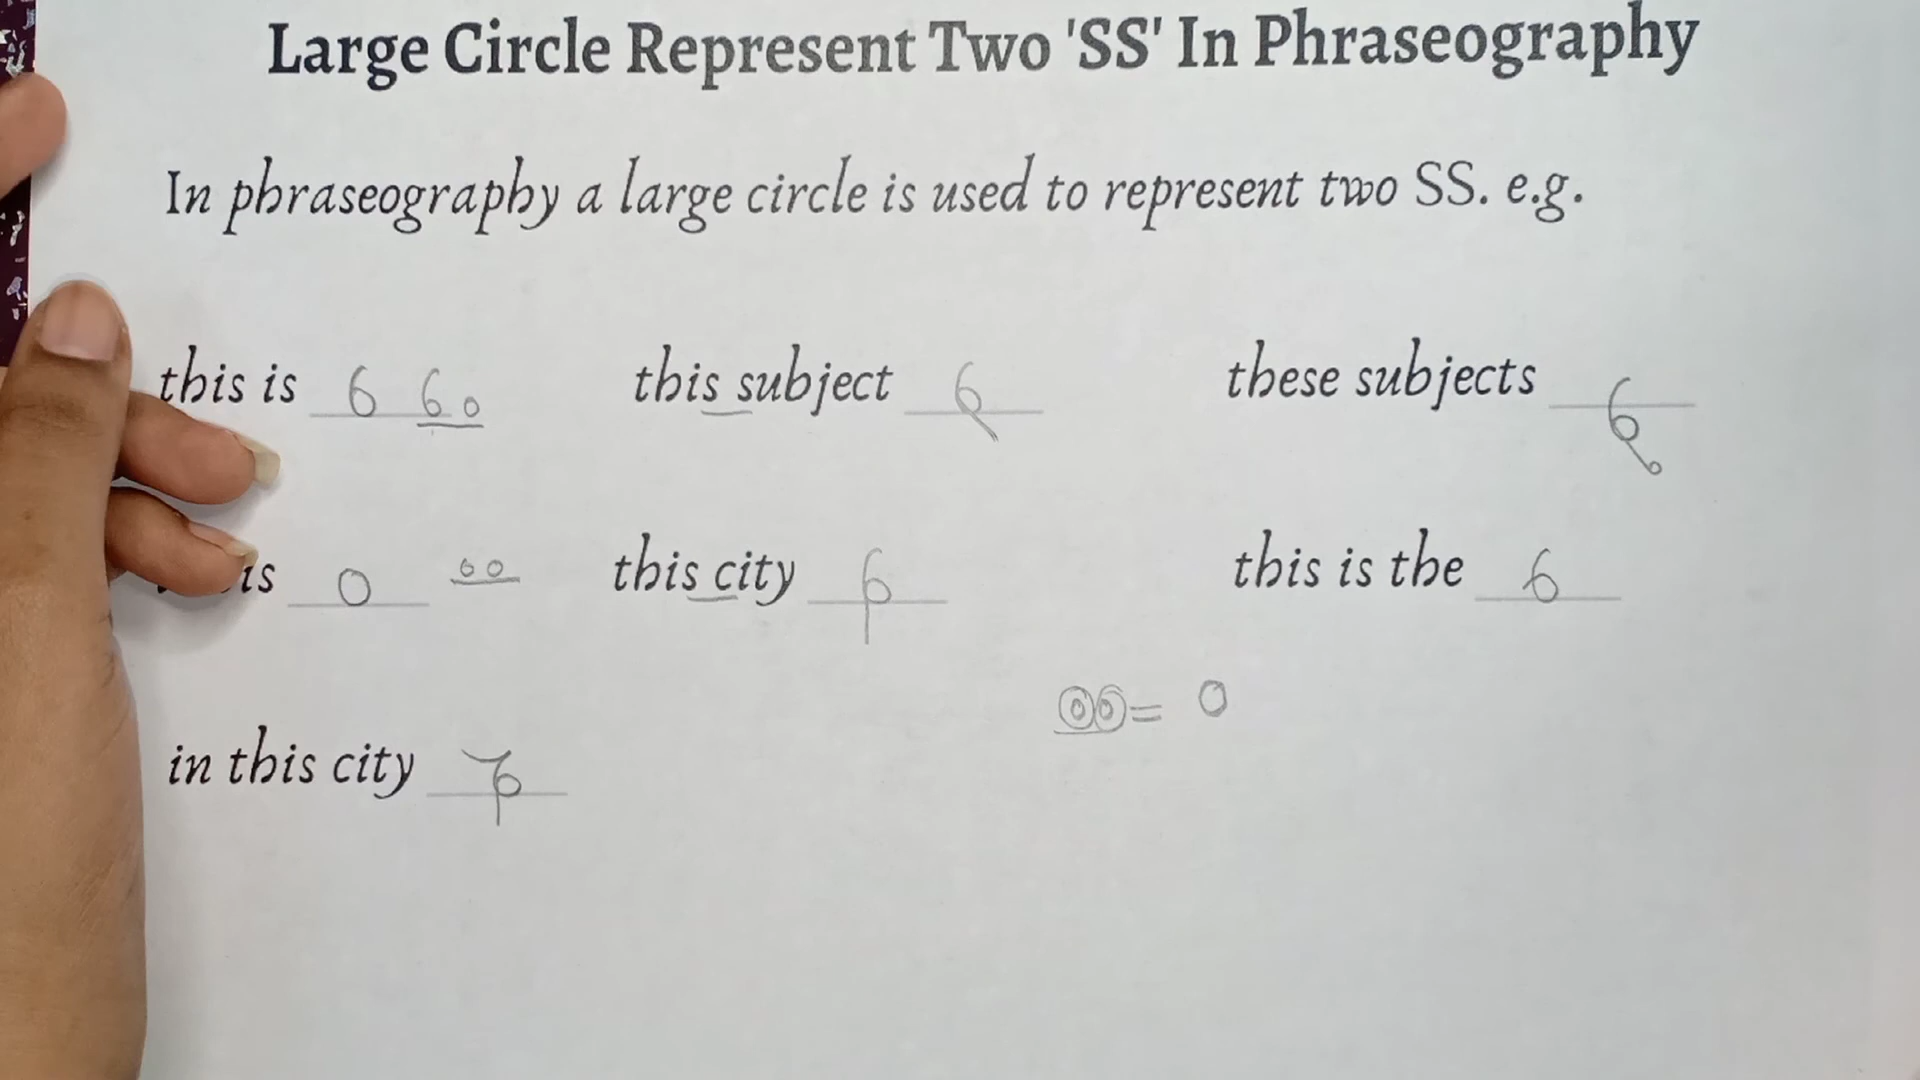 Large Circle Represent Two 'SS' In Phraseography
In phraseography a large circle is used to represent two SS. e.g.
this is this subject these subjects
is this city this is the
in this city